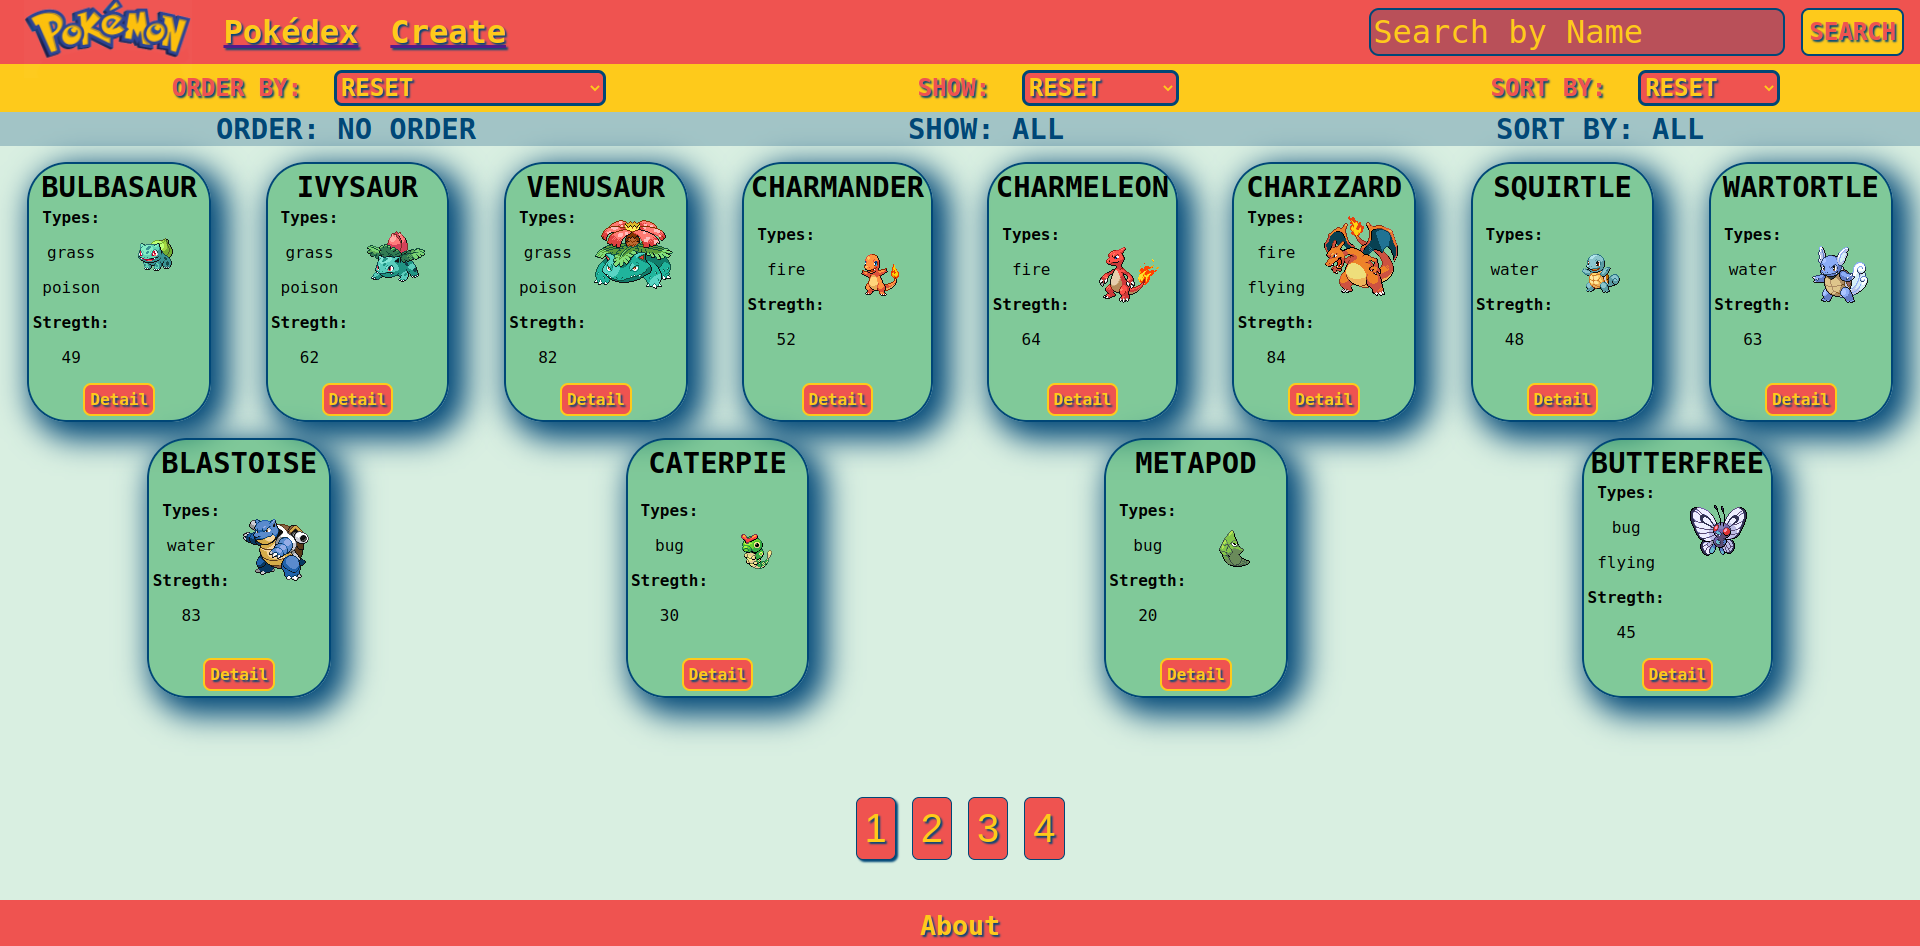 POKéMON Pokédex Create Search by Name SEARCH
ORDER BY: RESET SHOW: RESET SORT BY: RESET
ORDER: NO ORDER SHOW: ALL SORT BY: ALL
BULBASAUR
Types:
grass
poison
Stregth:
49
Detail
IVYSAUR
Types:
grass
poison
Stregth:
62
Detail
VENUSAUR
Types:
grass
poison
Stregth:
82
Detail
CHARMANDER
Types:
fire
Stregth:
52
Detail
CHARMELEON
Types:
fire
Stregth:
64
Detail
CHARIZARD
Types:
fire
flying
Stregth:
84
Detail
SQUIRTLE
Types:
water
Stregth:
48
Detail
WARTORTLE
Types:
water
Stregth:
63
Detail
BLASTOISE
Types:
water
Stregth:
83
Detail
CATERPIE
Types:
bug
Stregth:
30
Detail
METAPOD
Types:
bug
Stregth:
20
Detail
BUTTERFREE
Types:
bug
flying
Stregth:
45
Detail
1 2 3 4
About